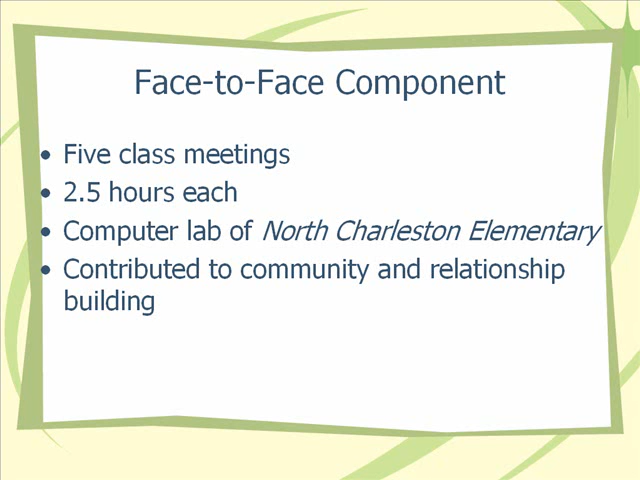 Face-to-Face Component
• Five class meetings
• 2.5 hours each
• Computer lab of North Charleston Elementary
• Contributed to community and relationship
building